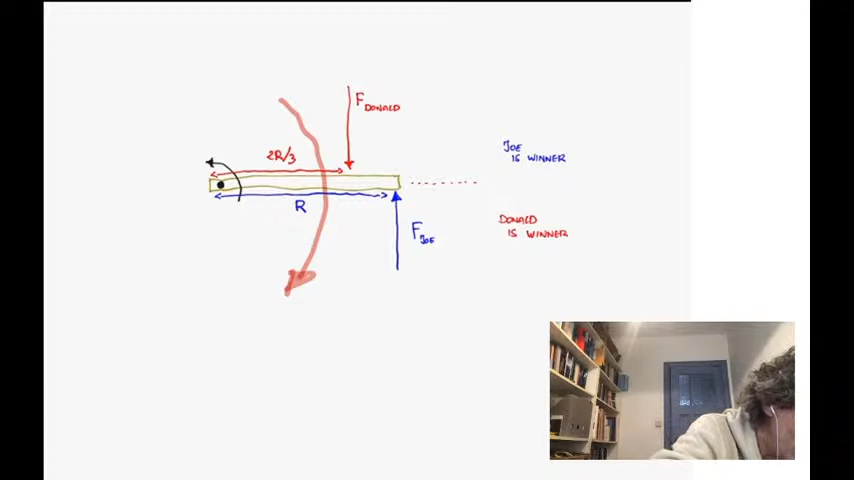 F DONALD
2R/3
R
F JOE
JOE
IS WINNER
DONALD
IS WINNER